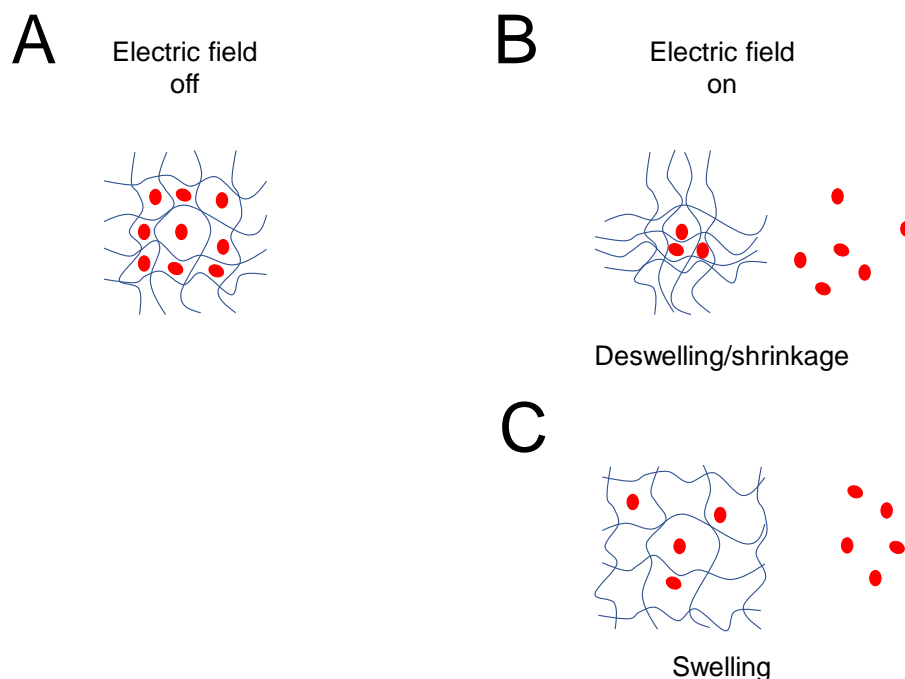 A
Electric field
off
B
Electric field
on
Deswelling/shrinkage
C
Swelling